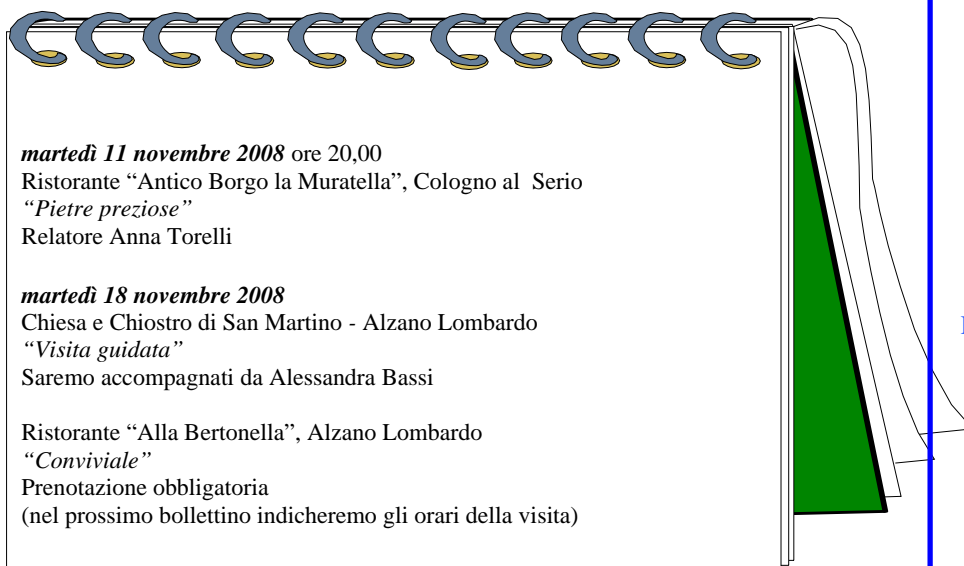 martedì 11 novembre 2008 ore 20,00
Ristorante “Antico Borgo la Muratella”, Cologno al Serio
“Pietre preziose”
Relatore Anna Torelli
martedì 18 novembre 2008
Chiesa e Chiostro di San Martino - Alzano Lombardo
“Visita guidata”
Saremo accompagnati da Alessandra Bassi
Ristorante “Alla Bertonella”, Alzano Lombardo
“Conviviale”
Prenotazione obbligatoria
(nel prossimo bollettino indicheremo gli orari della visita)